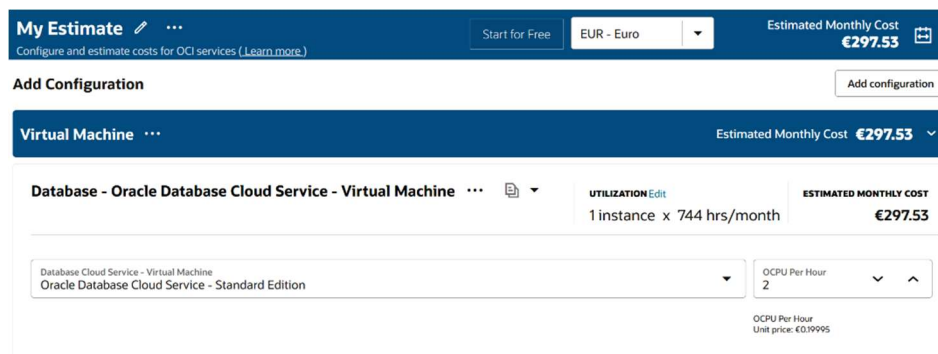 My Estimate
Configure and estimate costs for OCI services (Learn more)
Start for Free
EUR - Euro
Estimated Monthly Cost
€297.53
Add Configuration
Add configuration
Virtual Machine
Estimated Monthly Cost €297.53
Database - Oracle Database Cloud Service - Virtual Machine
UTILIZATION Edit
1 instance x 744 hrs/month
ESTIMATED MONTHLY COST
€297.53
Database Cloud Service - Virtual Machine
Oracle Database Cloud Service - Standard Edition
OCPU Per Hour
2
OCPU Per Hour
Unit price: €0.19995